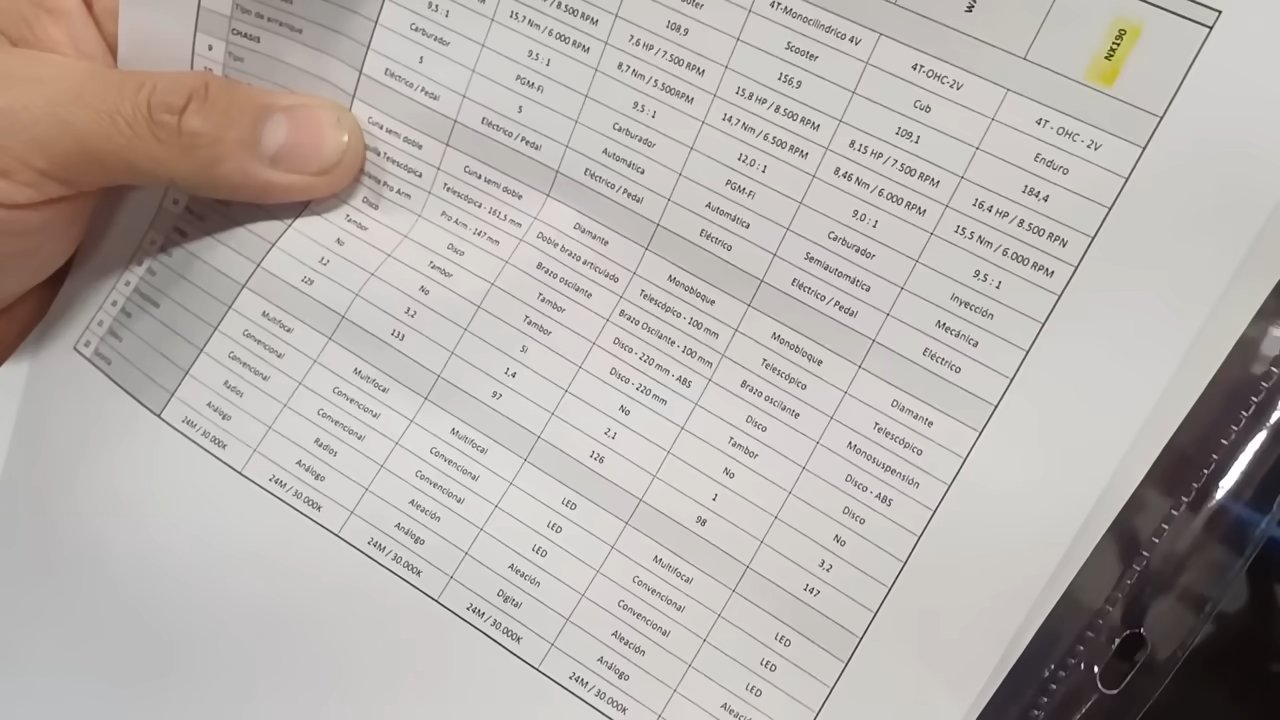 NX190
4T-Monocilindrico 4V
4T-OHC-2V
4T - OHC - 2V
Scooter
Cub
Enduro
108,9
156,9
109,1
184,4
/ 8.500 RPM
7,6 HP / 7.500 RPM
15,8 HP / 8.500 RPM
8,15 HP / 7.500 RPM
16,4 HP / 8.500 RPN
15,7 Nm / 6.000 RPM
8,7 Nm / 5.500RPM
14,7 Nm / 6.500 RPM
8,46 Nm / 6.000 RPM
15,5 Nm / 6.000 RPM
9,5 : 1
9,5 : 1
9,5 : 1
12,0 : 1
9,0 : 1
9,5 : 1
Carburador
PGM-FI
Carburador
PGM-FI
Carburador
Inyección
5
5
Automática
Automática
Semiautomática
Mecánica
Tipo de arranque
Eléctrico / Pedal
Eléctrico / Pedal
Eléctrico / Pedal
Eléctrico
Eléctrico / Pedal
Eléctrico
CHASIS
9
Tipo
Cuna semi doble
Cuna semi doble
Diamante
Monobloque
Monobloque
Diamante
Telescópica
Telescópica - 161,5 mm
Doble brazo articulado
Telescópico - 100 mm
Telescópico
Telescópico
Pro Arm
Pro Arm - 147 mm
Brazo oscilante
Brazo Oscilante - 100 mm
Brazo oscilante
Monosuspensión
Disco
Disco
Tambor
Disco - 220 mm - ABS
Disco
Disco - ABS
Tambor
Tambor
Tambor
Disco - 220 mm
Tambor
Disco
No
No
Si
No
No
No
3,2
3,2
1,4
2,1
1
3,2
129
133
97
126
98
147
Multifocal
Multifocal
Multifocal
LED
Multifocal
LED
Convencional
Convencional
Convencional
LED
Convencional
LED
Convencional
Convencional
Convencional
LED
Convencional
LED
Radios
Radios
Aleación
Aleación
Aleación
Análogo
Análogo
Análogo
Digital
Análogo
24M / 30.000K
24M / 30.000K
24M / 30.000K
24M / 30.000K
24M / 30.000K